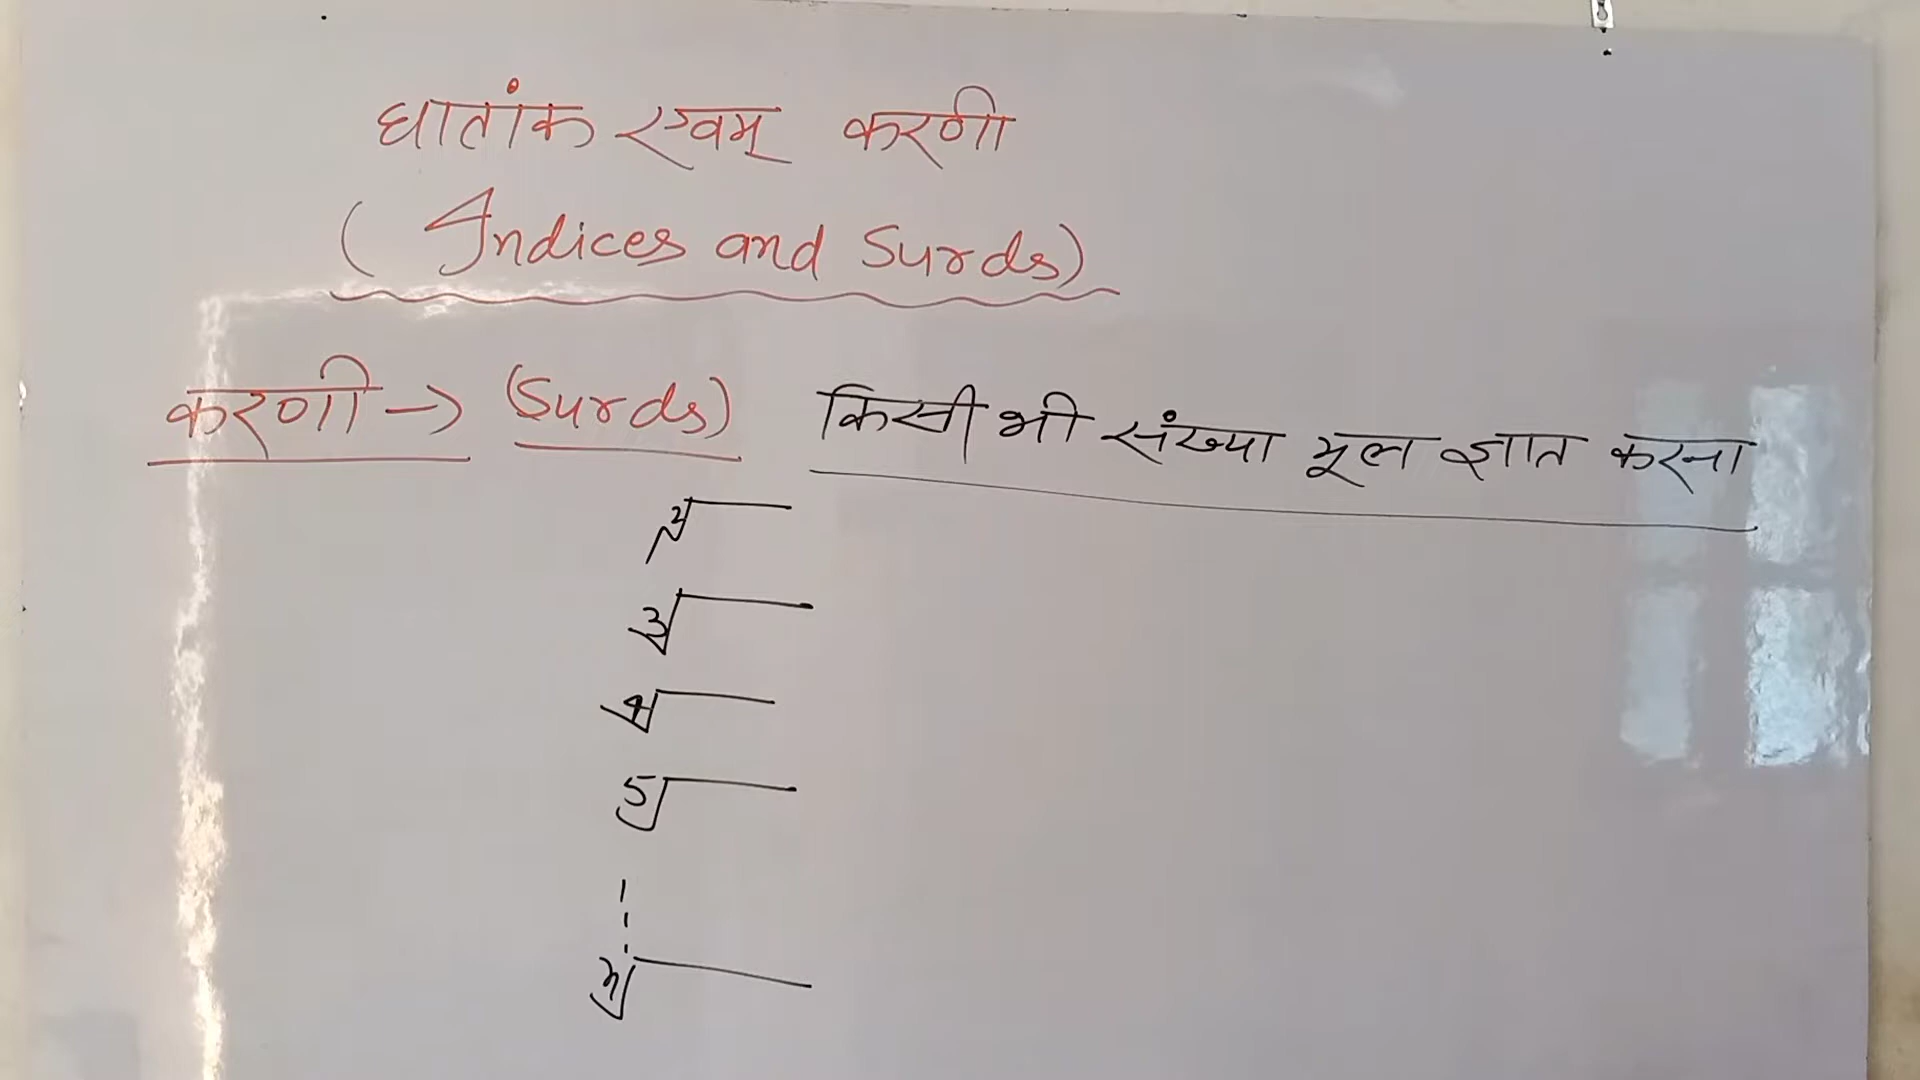 घातांक एवम् करणी
(Indices and Surds)
करणी → (Surds) किसी भी संख्या मूल ज्ञात करना
²√
³√
⁴√
⁵√
⋮
ⁿ√